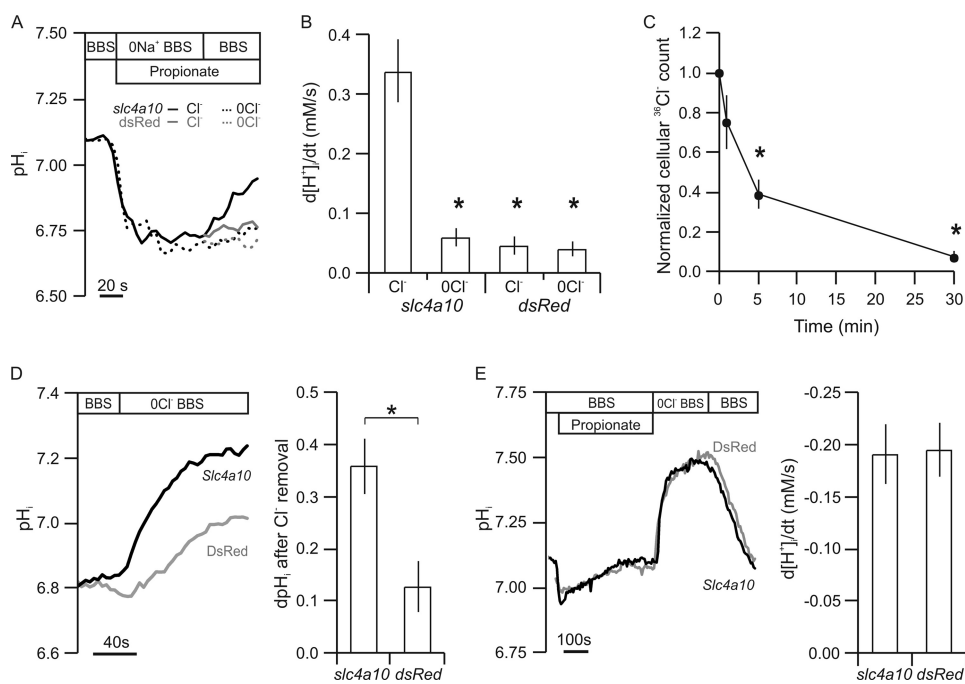 A
7.50
7.25
7.00
6.75
6.50
pHi
BBS
0Na+ BBS
BBS
Propionate
slc4a10 Cl- 0Cl-
dsRed Cl- 0Cl-
20 s
B
0.4
0.3
0.2
0.1
0.0
d[H+]i/dt (mM/s)
* * *
Cl- 0Cl- Cl- 0Cl-
slc4a10 dsRed
C
1.2
1.0
0.8
0.6
0.4
0.2
0.0
Normalized cellular 36Cl- count
*
*
0 5 10 15 20 25 30
Time (min)
D
7.4
7.2
7.0
6.8
6.6
pHi
BBS
0Cl- BBS
Slc4a10
DsRed
40s
0.5
0.4
0.3
0.2
0.1
0.0
dpHi after Cl- removal
*
slc4a10 dsRed
E
7.75
7.50
7.25
7.00
6.75
pHi
BBS
0Cl- BBS
BBS
Propionate
DsRed
Slc4a10
100s
-0.25
-0.20
-0.15
-0.10
-0.05
0.00
d[H+]i/dt (mM/s)
slc4a10 dsRed